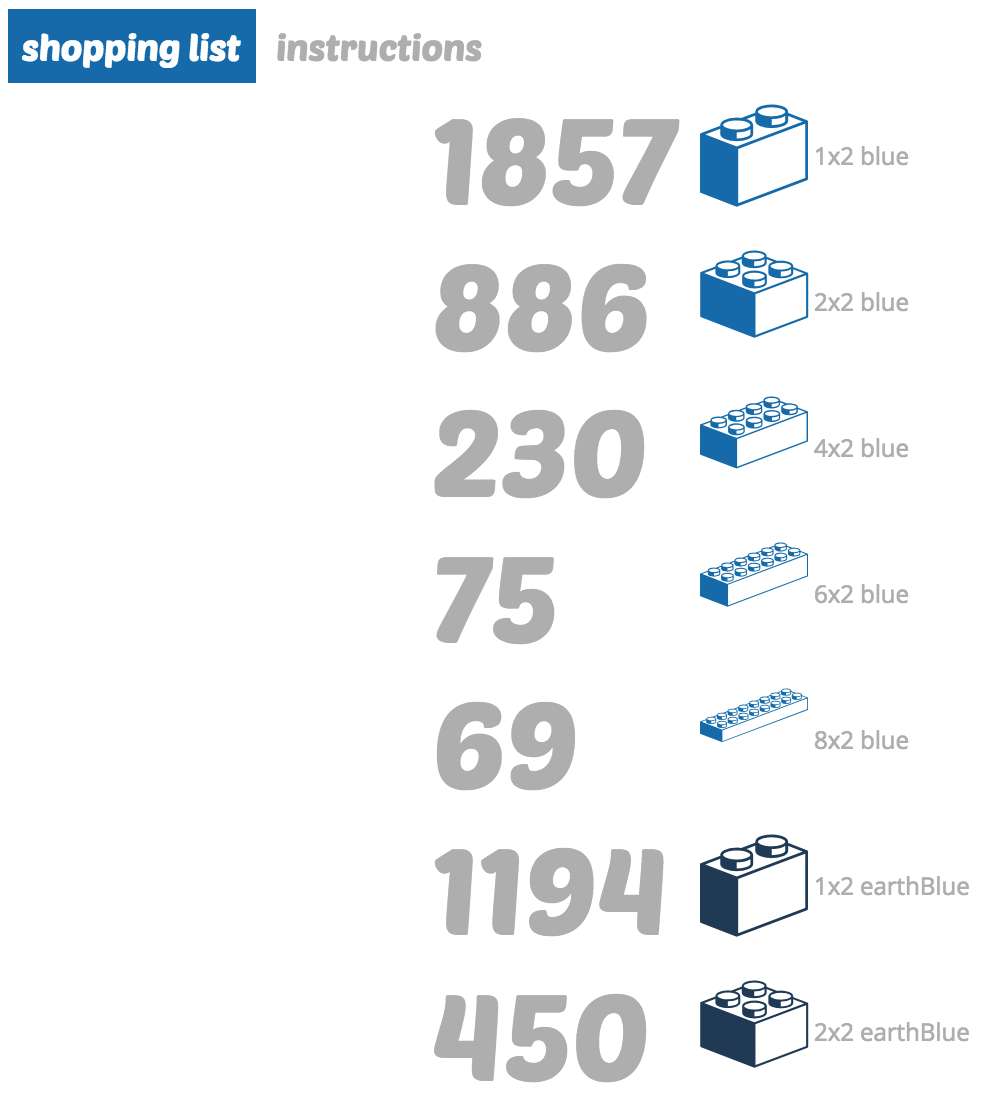 shopping list instructions
1857 1x2 blue
886 2x2 blue
230 4x2 blue
75 6x2 blue
69 8x2 blue
1194 1x2 earthBlue
450 2x2 earthBlue